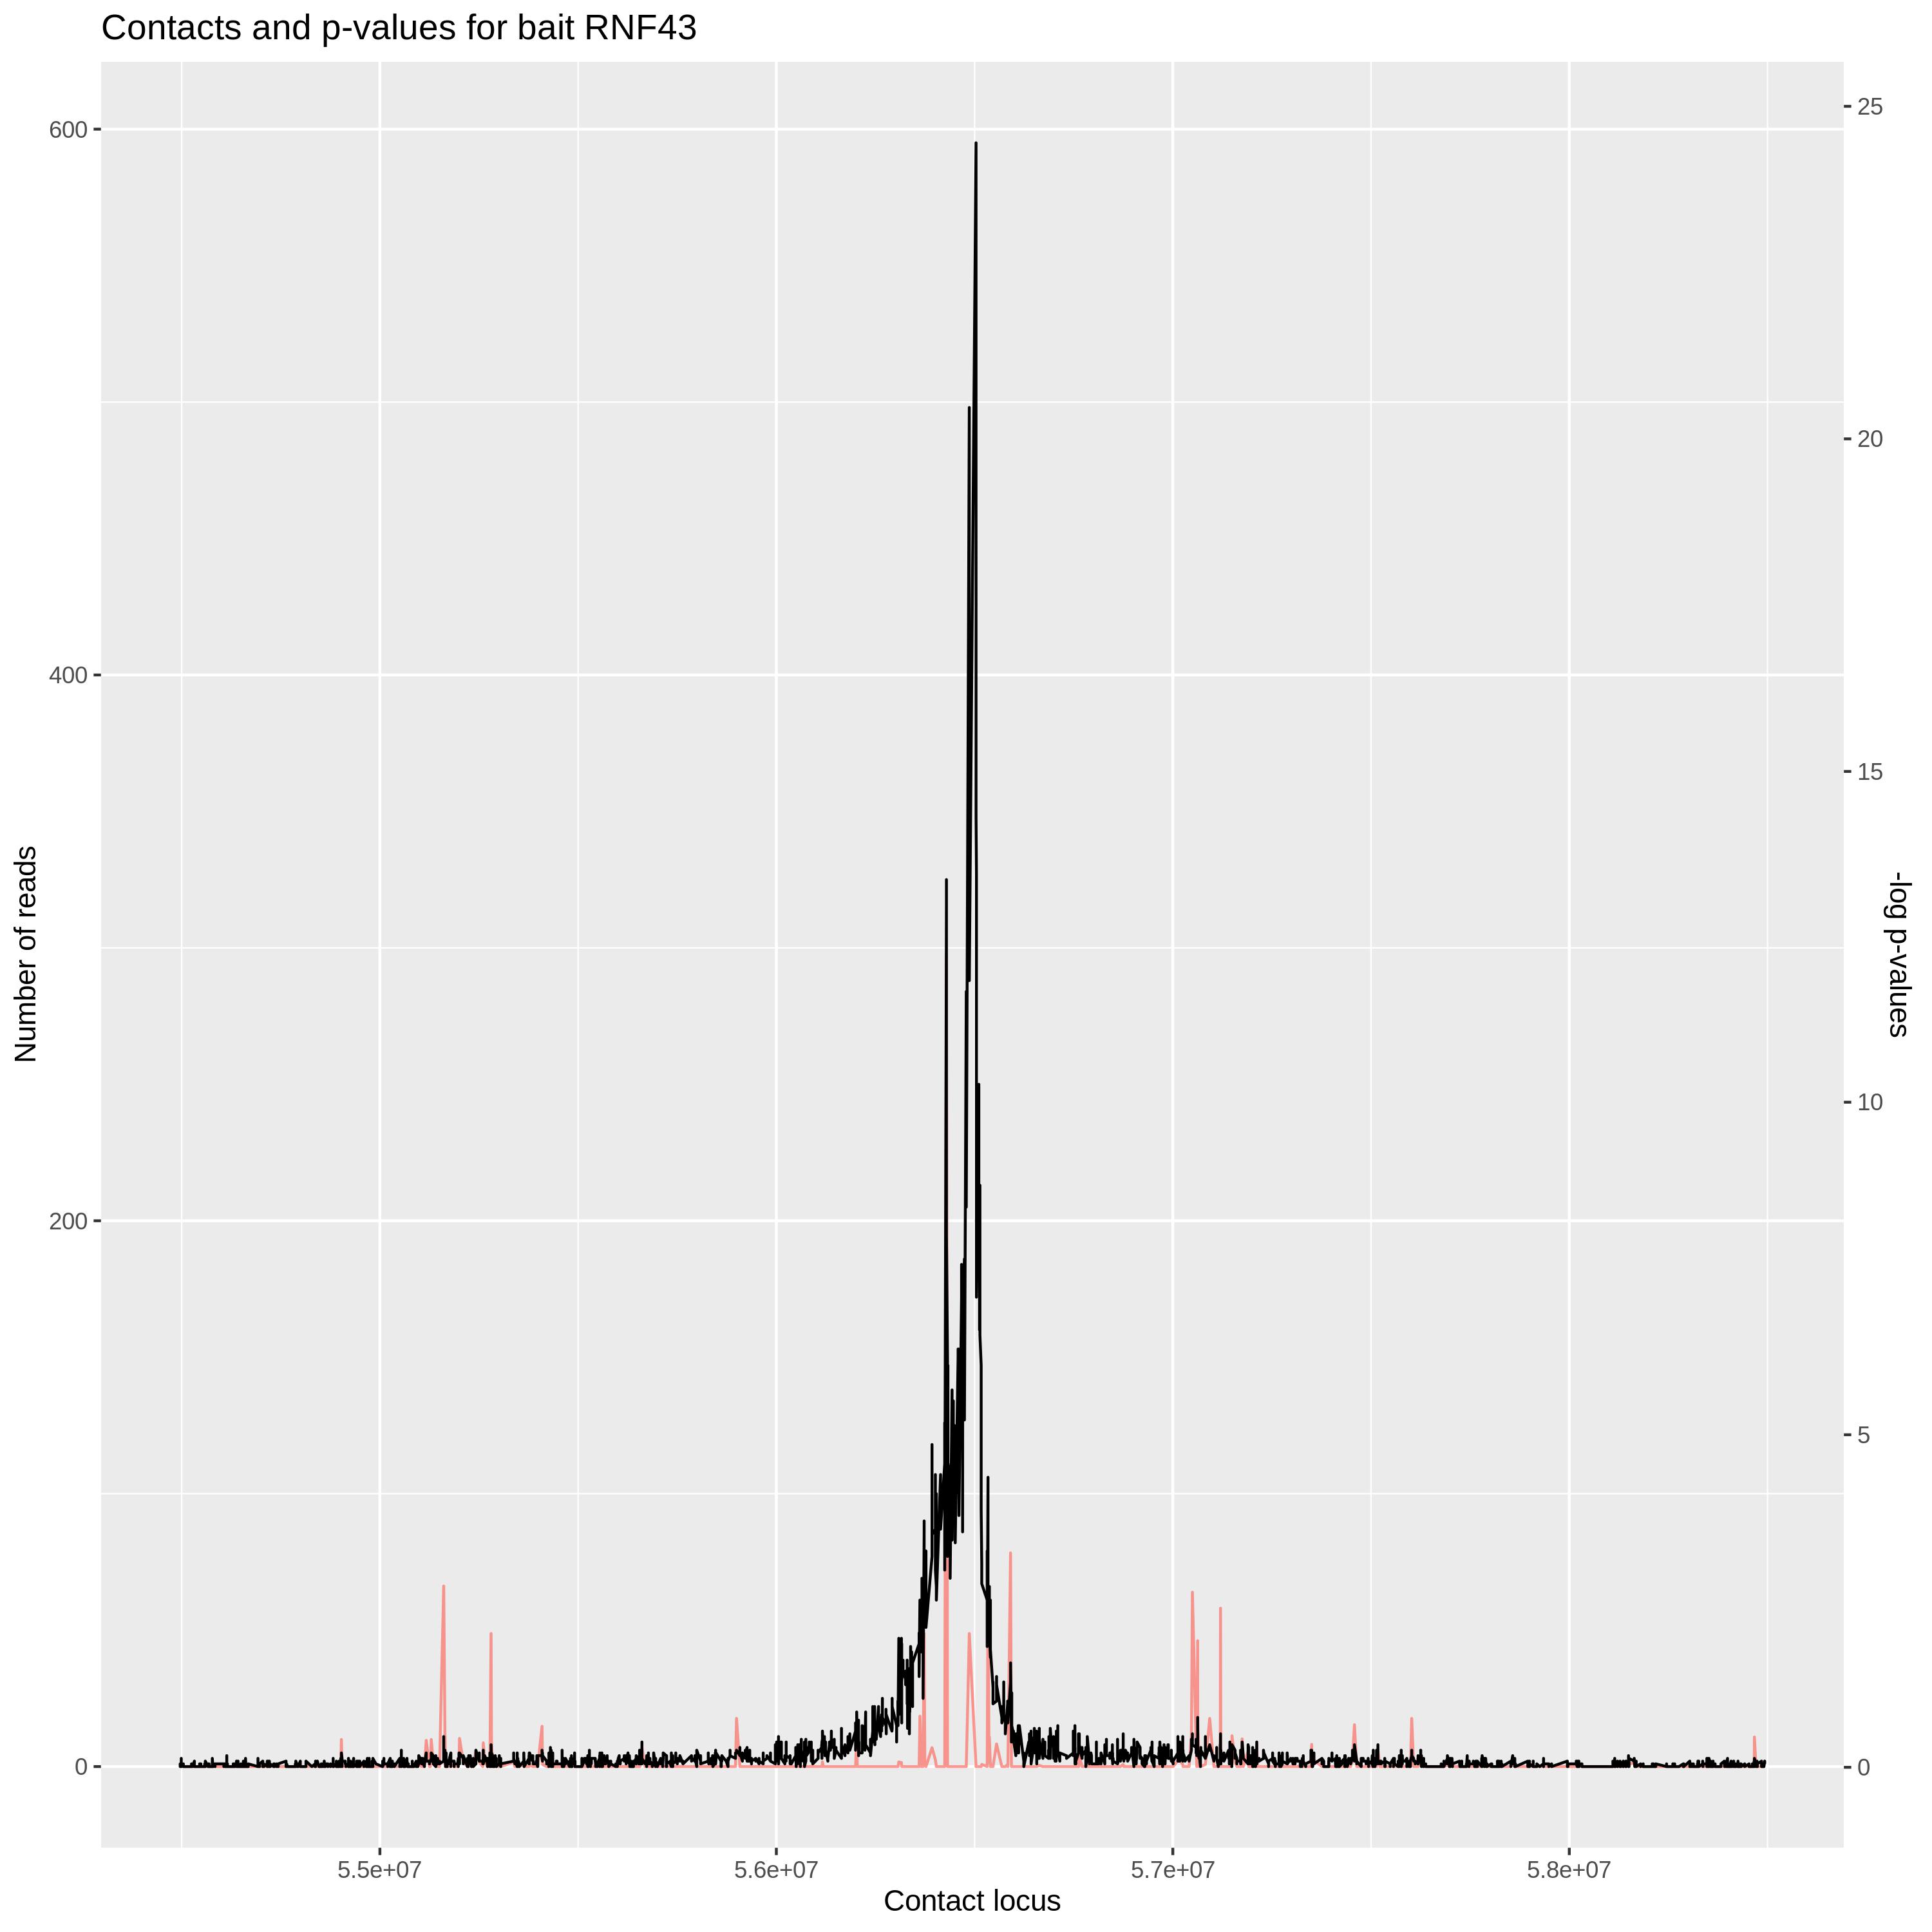 Contacts and p-values for bait RNF43
600
400
200
0
Number of reads
25
20
15
10
5
0
-log p-values
5.5e+07
5.6e+07
5.7e+07
5.8e+07
Contact locus